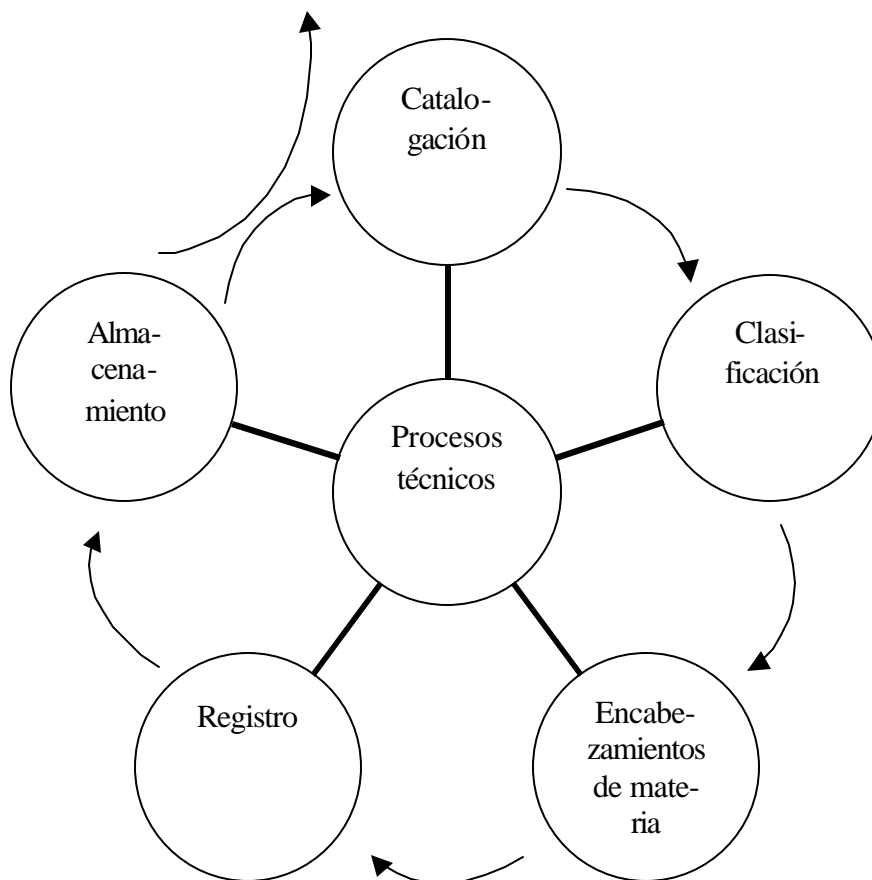 Catalo-
gación
Clasi-
ficación
Alma-
cena-
miento
Procesos
técnicos
Encabe-
zamientos
de mate-
ria
Registro